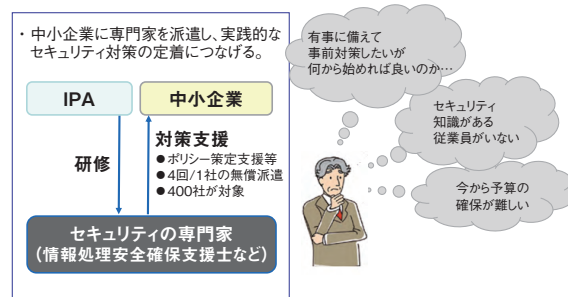 ・中小企業に専門家を派遣し、実践的な
セキュリティ対策の定着につなげる。
IPA
中小企業
研修
対策支援
●ポリシー策定支援等
●4回/1社の無償派遣
●400社が対象
セキュリティの専門家
(情報処理安全確保支援士など)
有事に備えて
事前対策したいが
何から始めれば良いのか…
セキュリティ
知識がある
従業員がいない
今から予算の
確保が難しい